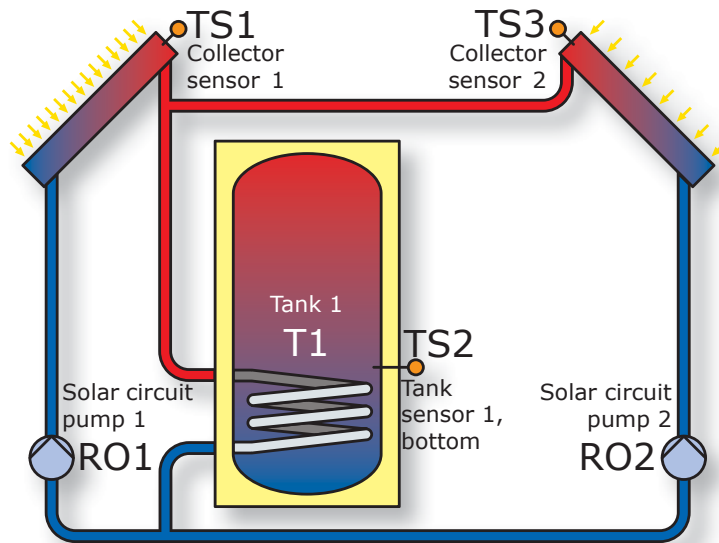 TS1
Collector
sensor 1
TS3
Collector
sensor 2
Tank 1
T1
TS2
Tank
sensor 1,
bottom
Solar circuit
pump 1
RO1
Solar circuit
pump 2
RO2